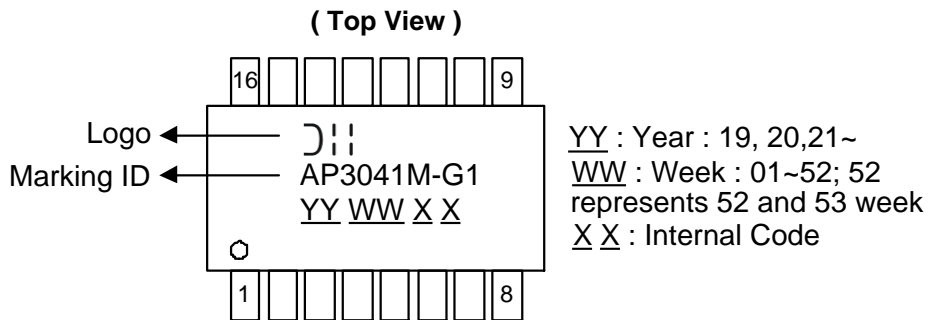 ( Top View )
16 9
Logo
Marking ID
AP3041M-G1
YY WW X X
1 8
YY : Year : 19, 20,21~
WW : Week : 01~52; 52
represents 52 and 53 week
X X : Internal Code